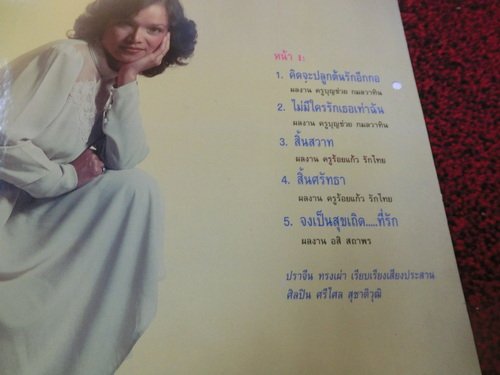 หน้า 1:
1. คิดจะปลูกต้นรักอีกกอ
ผลงาน ครูบุญช่วย กมลวาทิน
2. ไม่มีใครรักเธอเท่าฉัน
ผลงาน ครูบุญช่วย กมลวาทิน
3. สิ้นสวาท
ผลงาน ครูร้อยแก้ว รักไทย
4. สิ้นศรัทธา
ผลงาน ครูร้อยแก้ว รักไทย
5. จงเป็นสุขเถิด.....ที่รัก
ผลงาน อสิ สถาพร
ปราจีน ทรงเผ่า เรียบเรียงเสียงประสาน
ศิลปิน ศรีไศล สุชาติวุฒิ